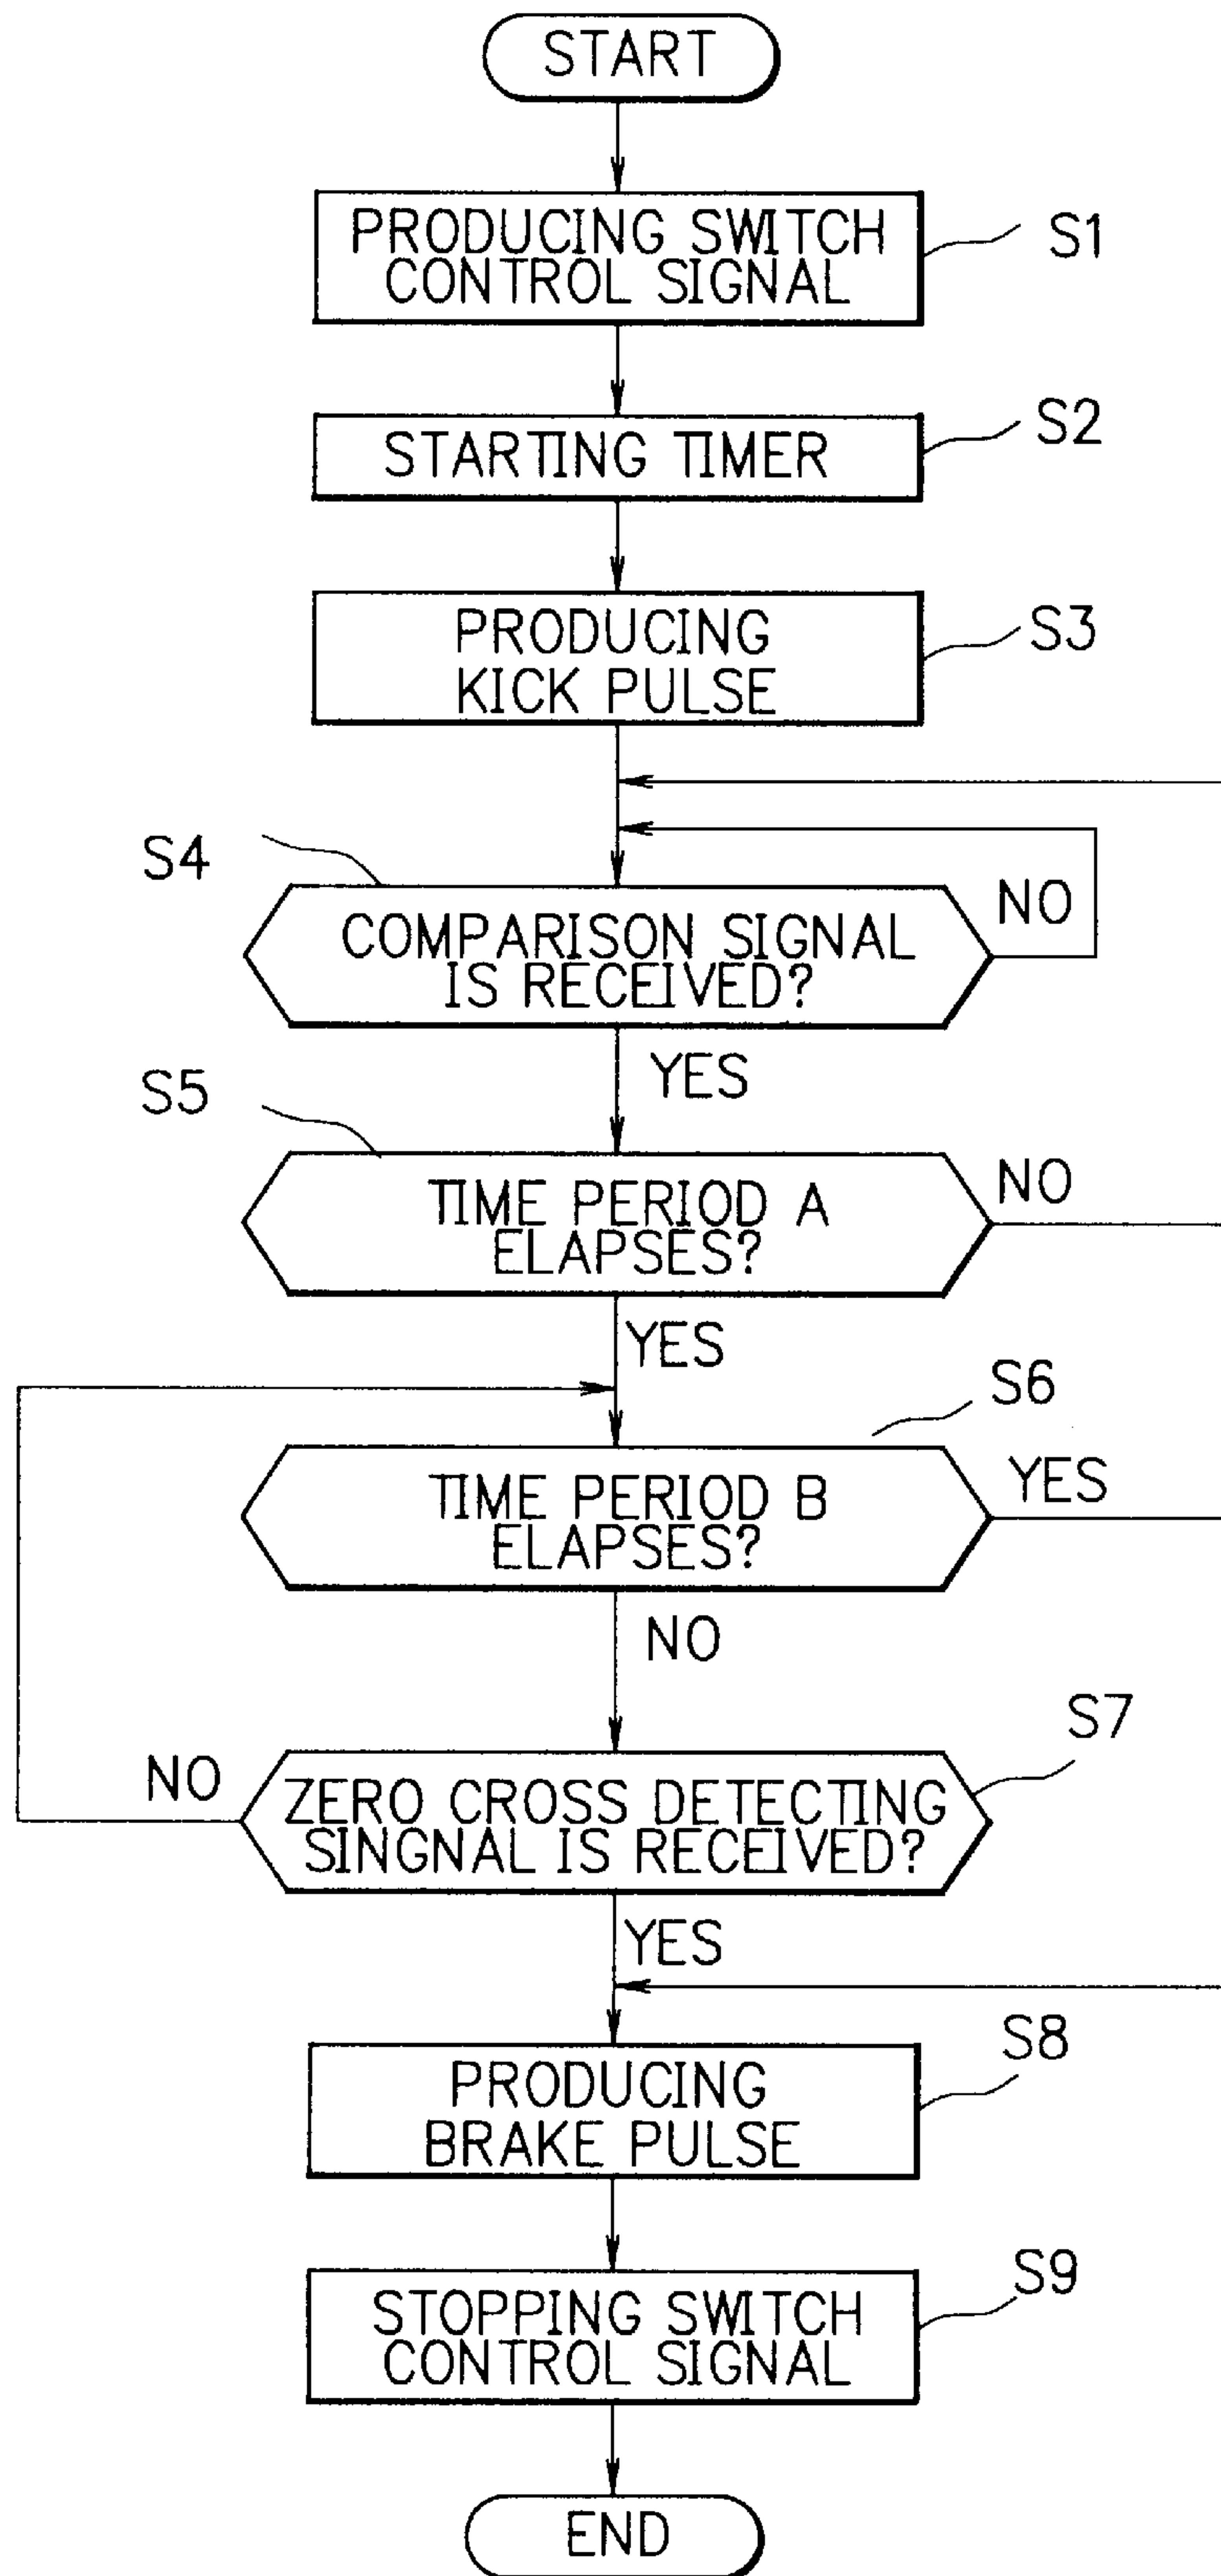 START
PRODUCING SWITCH
CONTROL SIGNAL
S1
STARTING TIMER
S2
PRODUCING
KICK PULSE
S3
S4
COMPARISON SIGNAL
IS RECEIVED?
NO
YES
S5
TIME PERIOD A
ELAPSES?
NO
YES
S6
TIME PERIOD B
ELAPSES?
YES
NO
S7
ZERO CROSS DETECTING
SINGNAL IS RECEIVED?
NO
YES
S8
PRODUCING
BRAKE PULSE
S9
STOPPING SWITCH
CONTROL SIGNAL
END